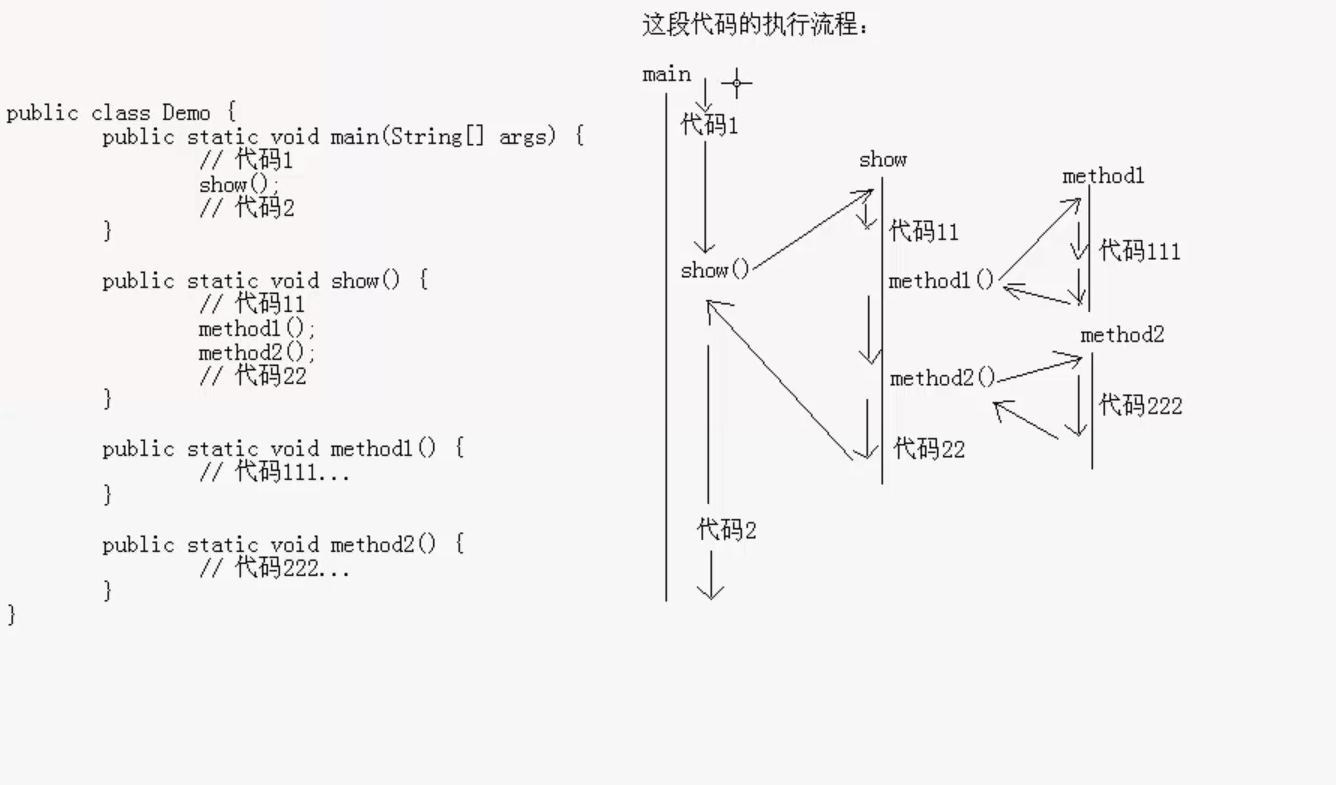 public class Demo {
public static void main(String[] args) {
// 代码1
show();
// 代码2
}
public static void show() {
// 代码11
method1();
method2();
// 代码22
}
public static void method1() {
// 代码111...
}
public static void method2() {
// 代码222...
}
}
这段代码的执行流程：
main
代码1
show()
代码2
show
代码11
method1()
method2()
代码22
method1
代码111
method2
代码222